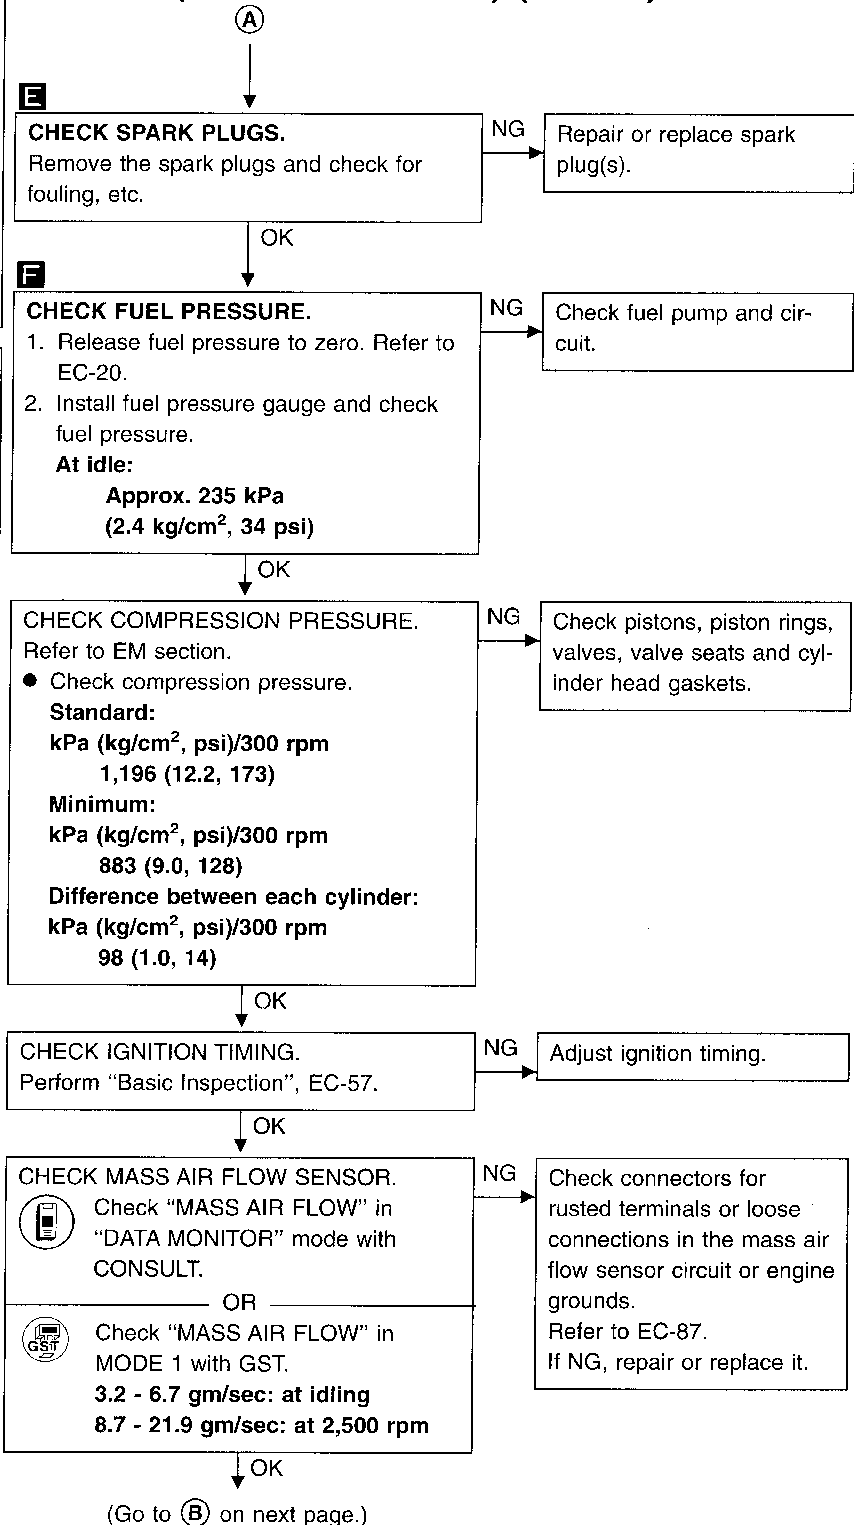 A
E
CHECK SPARK PLUGS.
Remove the spark plugs and check for
fouling, etc.
NG
Repair or replace spark
plug(s).
OK
F
CHECK FUEL PRESSURE.
1. Release fuel pressure to zero. Refer to
EC-20.
2. Install fuel pressure gauge and check
fuel pressure.
At idle:
Approx. 235 kPa
(2.4 kg/cm², 34 psi)
NG
Check fuel pump and cir-
cuit.
OK
CHECK COMPRESSION PRESSURE.
Refer to EM section.
● Check compression pressure.
Standard:
kPa (kg/cm², psi)/300 rpm
1,196 (12.2, 173)
Minimum:
kPa (kg/cm², psi)/300 rpm
883 (9.0, 128)
Difference between each cylinder:
kPa (kg/cm², psi)/300 rpm
98 (1.0, 14)
NG
Check pistons, piston rings,
valves, valve seats and cyl-
inder head gaskets.
OK
CHECK IGNITION TIMING.
Perform “Basic Inspection”, EC-57.
NG
Adjust ignition timing.
OK
CHECK MASS AIR FLOW SENSOR.
Check “MASS AIR FLOW” in
“DATA MONITOR” mode with
CONSULT.
OR
GST
Check “MASS AIR FLOW” in
MODE 1 with GST.
3.2 - 6.7 gm/sec: at idling
8.7 - 21.9 gm/sec: at 2,500 rpm
NG
Check connectors for
rusted terminals or loose
connections in the mass air
flow sensor circuit or engine
grounds.
Refer to EC-87.
If NG, repair or replace it.
OK
(Go to B on next page.)